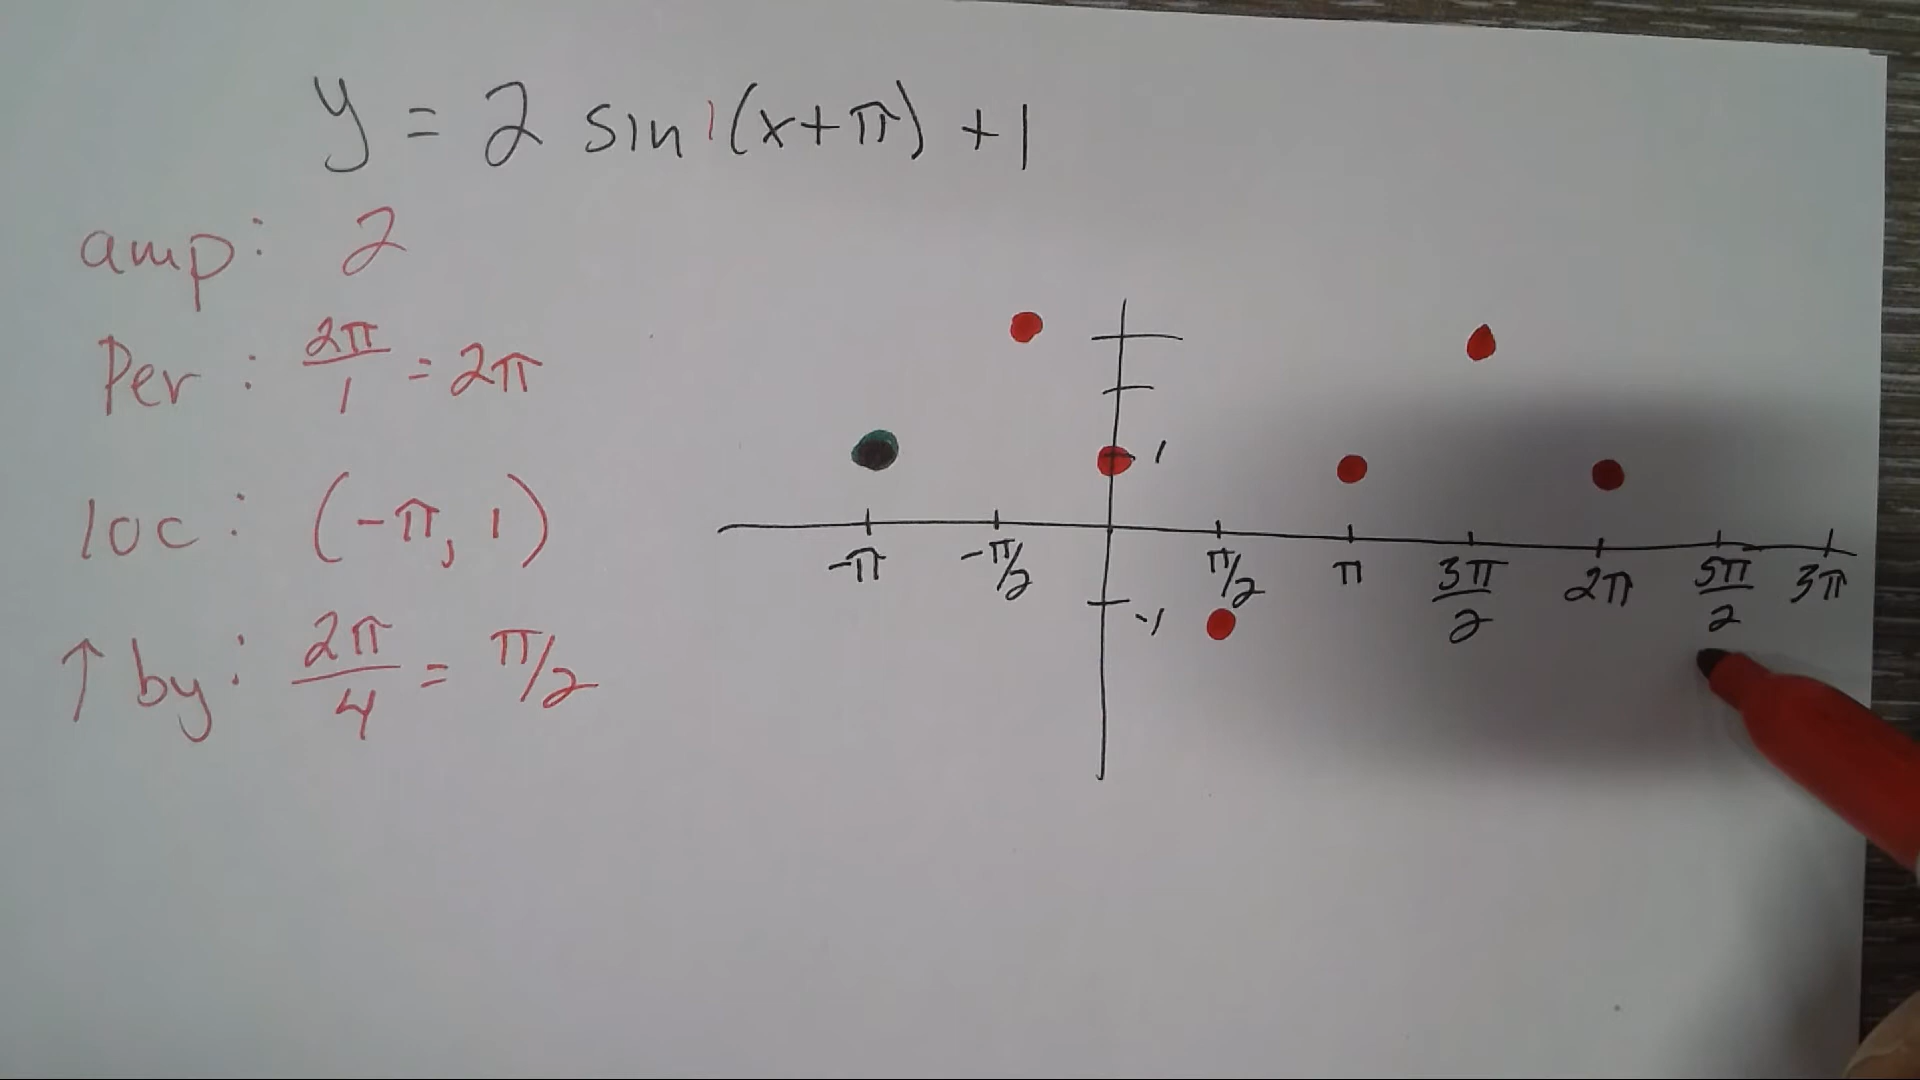 y = 2 sin 1(x+π) +1
amp: 2
Per: 2π/1 = 2π
loc: (-π, 1)
↑ by: 2π/4 = π/2
1
-π -π/2 π/2 π 3π/2 2π 5π/2 3π
-1